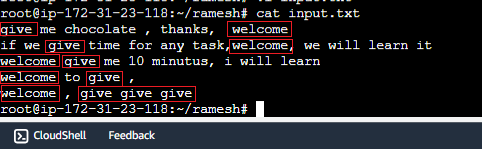 root@ip-172-31-23-118:~/ramesh# cat input.txt
give me chocolate , thanks, welcome
if we give time for any task,welcome, we will learn it
welcome give me 10 minutus, i will learn
welcome to give ,
welcome , give give give
root@ip-172-31-23-118:~/ramesh#
CloudShell Feedback